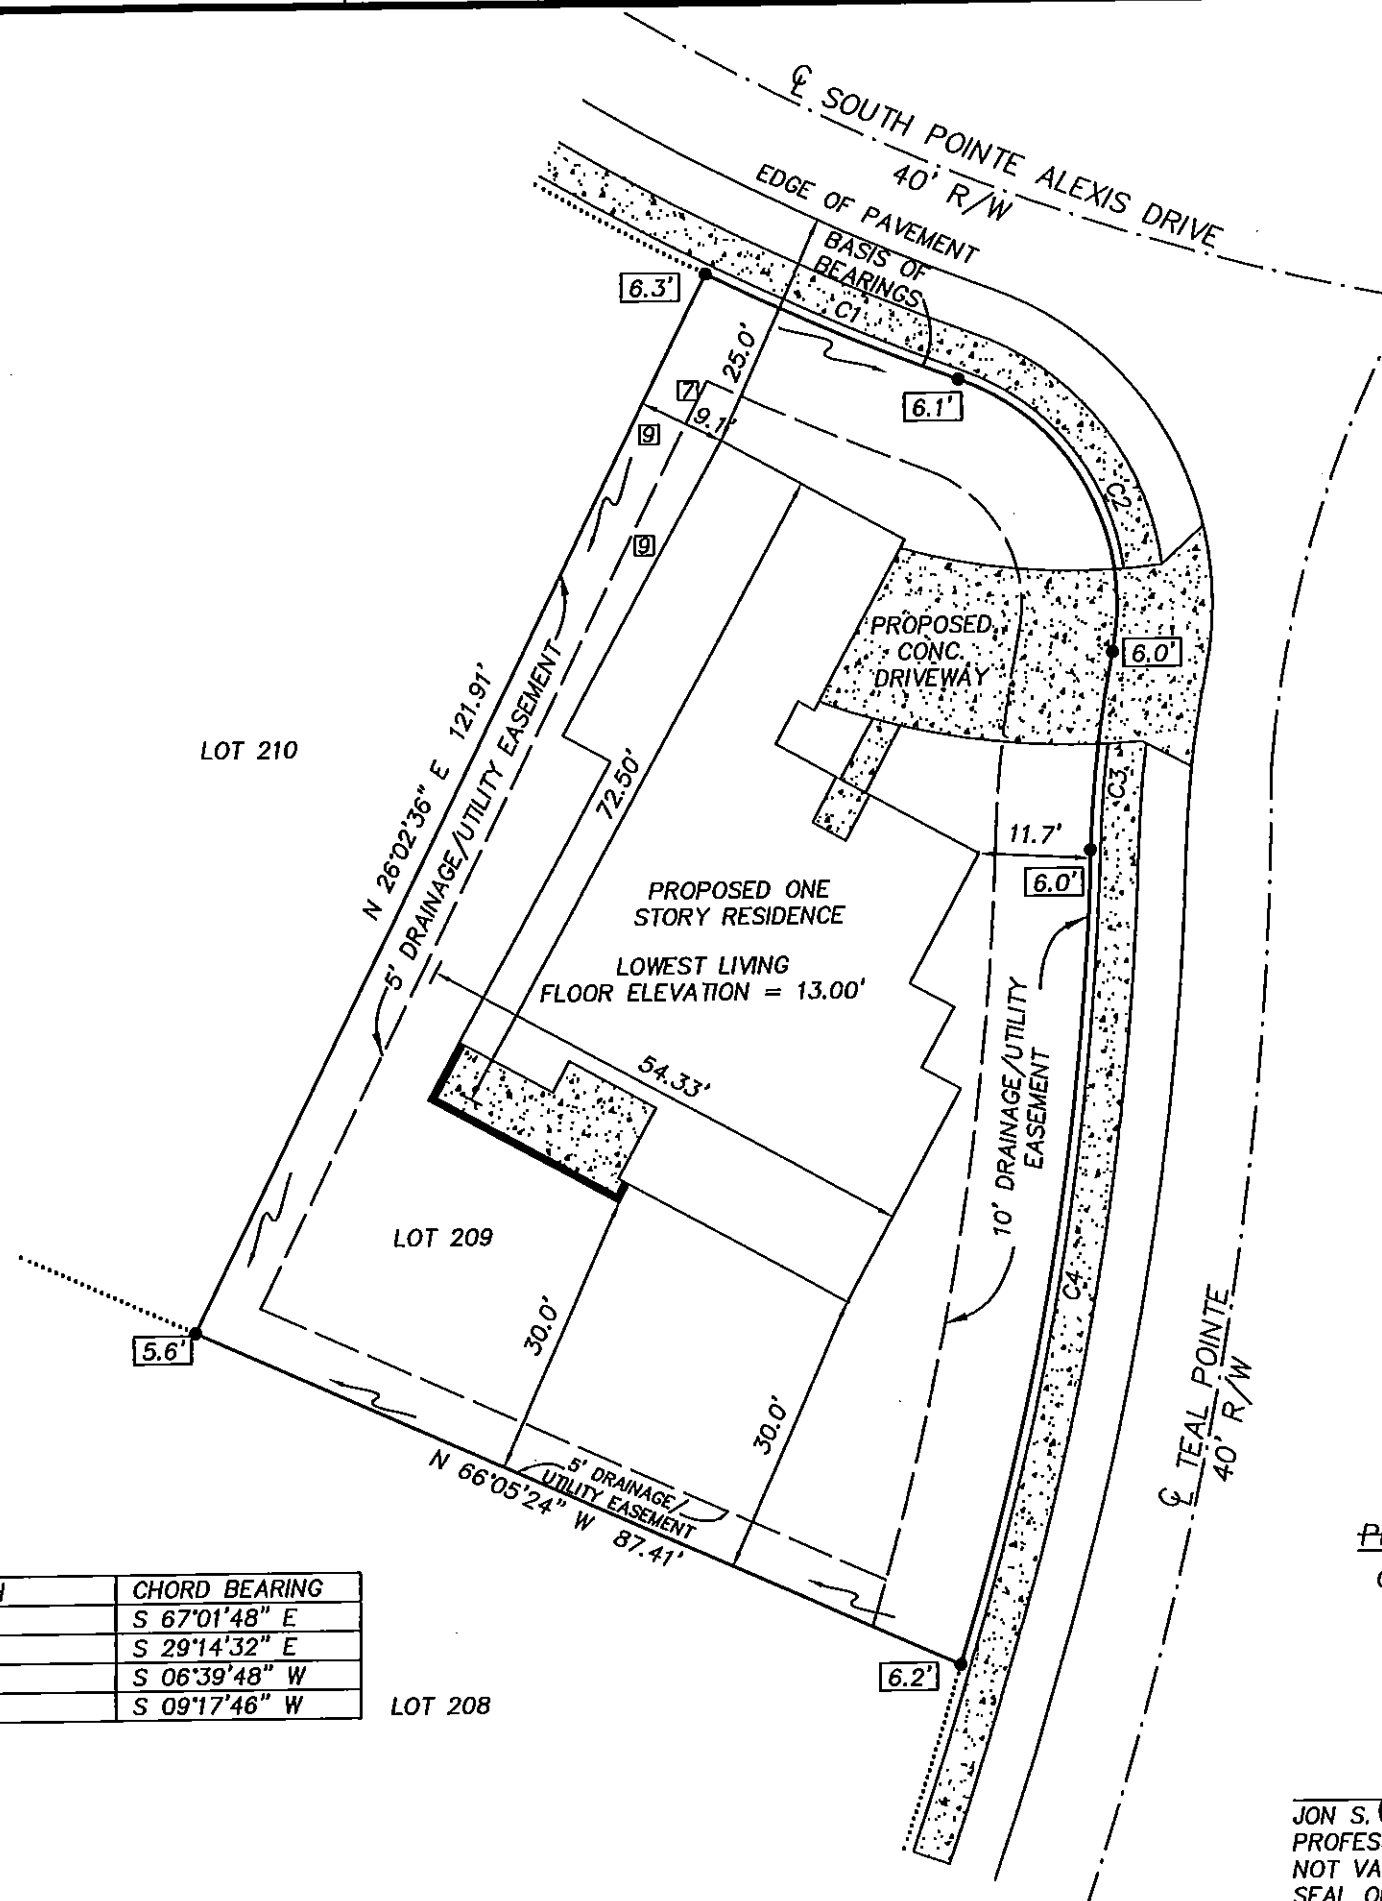 ℄ SOUTH POINTE ALEXIS DRIVE
40' R/W
EDGE OF PAVEMENT
BASIS OF
BEARINGS
6.3'
C1
25.0'
6.1'
7
9.1'
9
C2
9
PROPOSED
CONC.
DRIVEWAY
6.0'
N 26°02'36" E 121.91'
5' DRAINAGE/UTILITY EASEMENT
LOT 210
72.50'
C3
11.7'
6.0'
PROPOSED ONE
STORY RESIDENCE
LOWEST LIVING
FLOOR ELEVATION = 13.00'
10' DRAINAGE/UTILITY
EASEMENT
54.33'
LOT 209
C4
30.0'
5.6'
30.0'
℄ TEAL POINTE
40' R/W
5' DRAINAGE/
UTILITY EASEMENT
N 66°05'24" W 87.41'
CHORD BEARING
S 67°01'48" E
S 29°14'32" E
S 06°39'48" W
S 09°17'46" W
6.2'
LOT 208
JON S.
PROFES
NOT VA
SEAL O